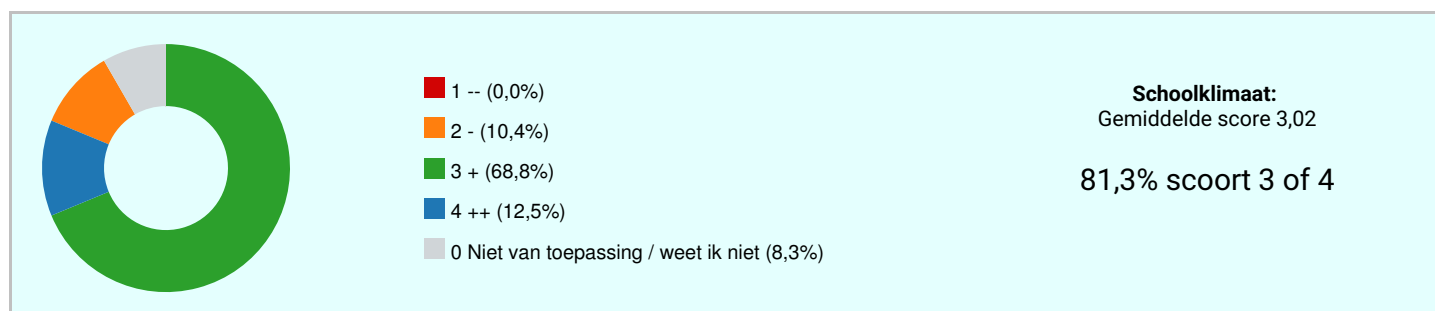 1 -- (0,0%)
2 - (10,4%)
3 + (68,8%)
4 ++ (12,5%)
0 Niet van toepassing / weet ik niet (8,3%)
Schoolklimaat:
Gemiddelde score 3,02
81,3% scoort 3 of 4